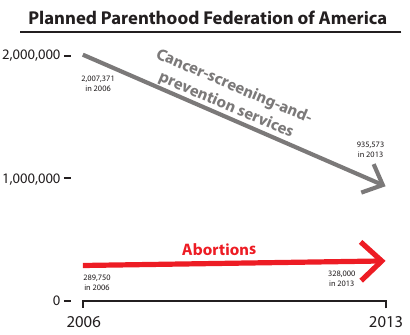 Planned Parenthood Federation of America
2,000,000
Cancer-screening-and-
prevention services
2,007,371
in 2006
935,573
in 2013
1,000,000
Abortions
289,750
in 2006
328,000
in 2013
0
2006
2013